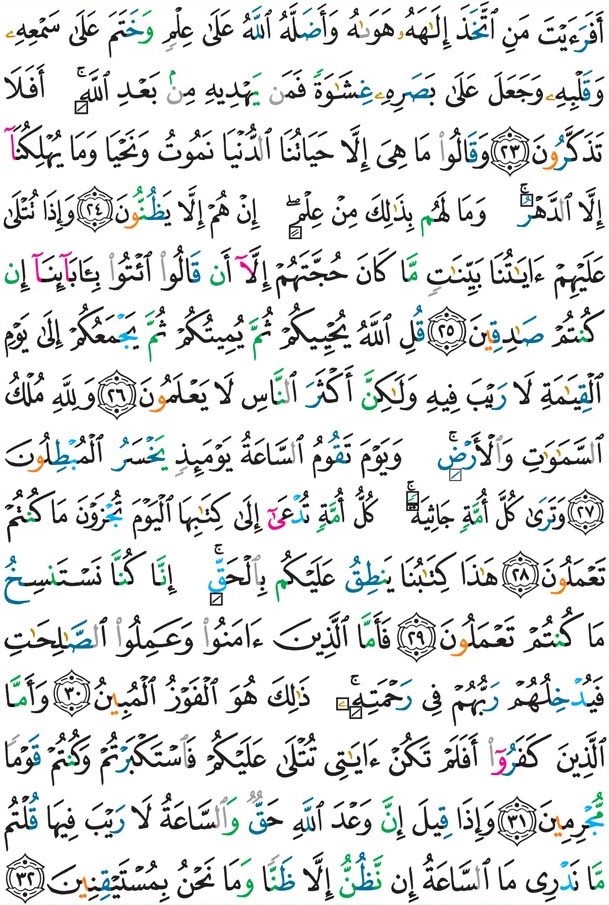 أَفَرَءَيْتَ مَنِ ٱتَّخَذَ إِلَـٰهَهُۥ هَوَىٰهُ وَأَضَلَّهُ ٱللَّهُ عَلَىٰ عِلْمٍ وَخَتَمَ عَلَىٰ سَمْعِهِۦ
وَقَلْبِهِۦ وَجَعَلَ عَلَىٰ بَصَرِهِۦ غِشَـٰوَةً فَمَن يَهْدِيهِ مِنۢ بَعْدِ ٱللَّهِ ۚ أَفَلَا
تَذَكَّرُونَ ٢٣ وَقَالُوا۟ مَا هِىَ إِلَّا حَيَاتُنَا ٱلدُّنْيَا نَمُوتُ وَنَحْيَا وَمَا يُهْلِكُنَآ
إِلَّا ٱلدَّهْرُ ۚ وَمَا لَهُم بِذَٰلِكَ مِنْ عِلْمٍ ۖ إِنْ هُمْ إِلَّا يَظُنُّونَ ٢٤ وَإِذَا تُتْلَىٰ
عَلَيْهِمْ ءَايَـٰتُنَا بَيِّنَـٰتٍ مَّا كَانَ حُجَّتَهُمْ إِلَّآ أَن قَالُوا۟ ٱئْتُوا۟ بِـَٔابَآئِنَآ إِن
كُنتُمْ صَـٰدِقِينَ ٢٥ قُلِ ٱللَّهُ يُحْيِيكُمْ ثُمَّ يُمِيتُكُمْ ثُمَّ يَجْمَعُكُمْ إِلَىٰ يَوْمِ
ٱلْقِيَـٰمَةِ لَا رَيْبَ فِيهِ وَلَـٰكِنَّ أَكْثَرَ ٱلنَّاسِ لَا يَعْلَمُونَ ٢٦ وَلِلَّهِ مُلْكُ
ٱلسَّمَـٰوَٰتِ وَٱلْأَرْضِ ۚ وَيَوْمَ تَقُومُ ٱلسَّاعَةُ يَوْمَئِذٍ يَخْسَرُ ٱلْمُبْطِلُونَ
٢٧ وَتَرَىٰ كُلَّ أُمَّةٍ جَاثِيَةً ۚ كُلُّ أُمَّةٍ تُدْعَىٰٓ إِلَىٰ كِتَـٰبِهَا ٱلْيَوْمَ تُجْزَوْنَ مَا كُنتُمْ
تَعْمَلُونَ ٢٨ هَـٰذَا كِتَـٰبُنَا يَنطِقُ عَلَيْكُم بِٱلْحَقِّ ۚ إِنَّا كُنَّا نَسْتَنسِخُ
مَا كُنتُمْ تَعْمَلُونَ ٢٩ فَأَمَّا ٱلَّذِينَ ءَامَنُوا۟ وَعَمِلُوا۟ ٱلصَّـٰلِحَـٰتِ
فَيُدْخِلُهُمْ رَبُّهُمْ فِى رَحْمَتِهِۦ ۚ ذَٰلِكَ هُوَ ٱلْفَوْزُ ٱلْمُبِينُ ٣٠ وَأَمَّا
ٱلَّذِينَ كَفَرُوٓا۟ أَفَلَمْ تَكُنْ ءَايَـٰتِى تُتْلَىٰ عَلَيْكُمْ فَٱسْتَكْبَرْتُمْ وَكُنتُمْ قَوْمًا
مُّجْرِمِينَ ٣١ وَإِذَا قِيلَ إِنَّ وَعْدَ ٱللَّهِ حَقٌّ وَٱلسَّاعَةُ لَا رَيْبَ فِيهَا قُلْتُم
مَّا نَدْرِى مَا ٱلسَّاعَةُ إِن نَّظُنُّ إِلَّا ظَنًّا وَمَا نَحْنُ بِمُسْتَيْقِنِينَ ٣٢